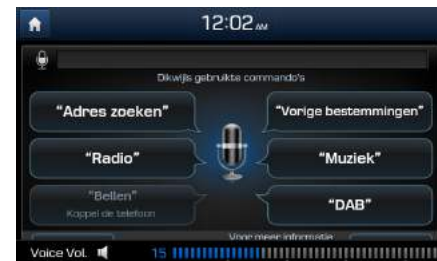 12:02 AM
Dikwijls gebruikte commando's
“Adres zoeken”
“Vorige bestemmingen”
“Radio”
“Muziek”
“Bellen”
Koppel de telefoon
“DAB”
Voor meer informatie
Voice Vol.
15